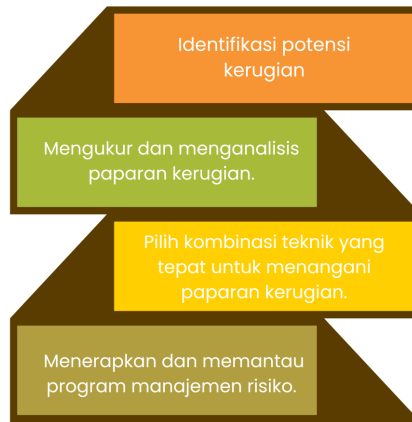 Identifikasi potensi
kerugian
Mengukur dan menganalisis
paparan kerugian.
Pilih kombinasi teknik yang
tepat untuk menangani
paparan kerugian.
Menerapkan dan memantau
program manajemen risiko.